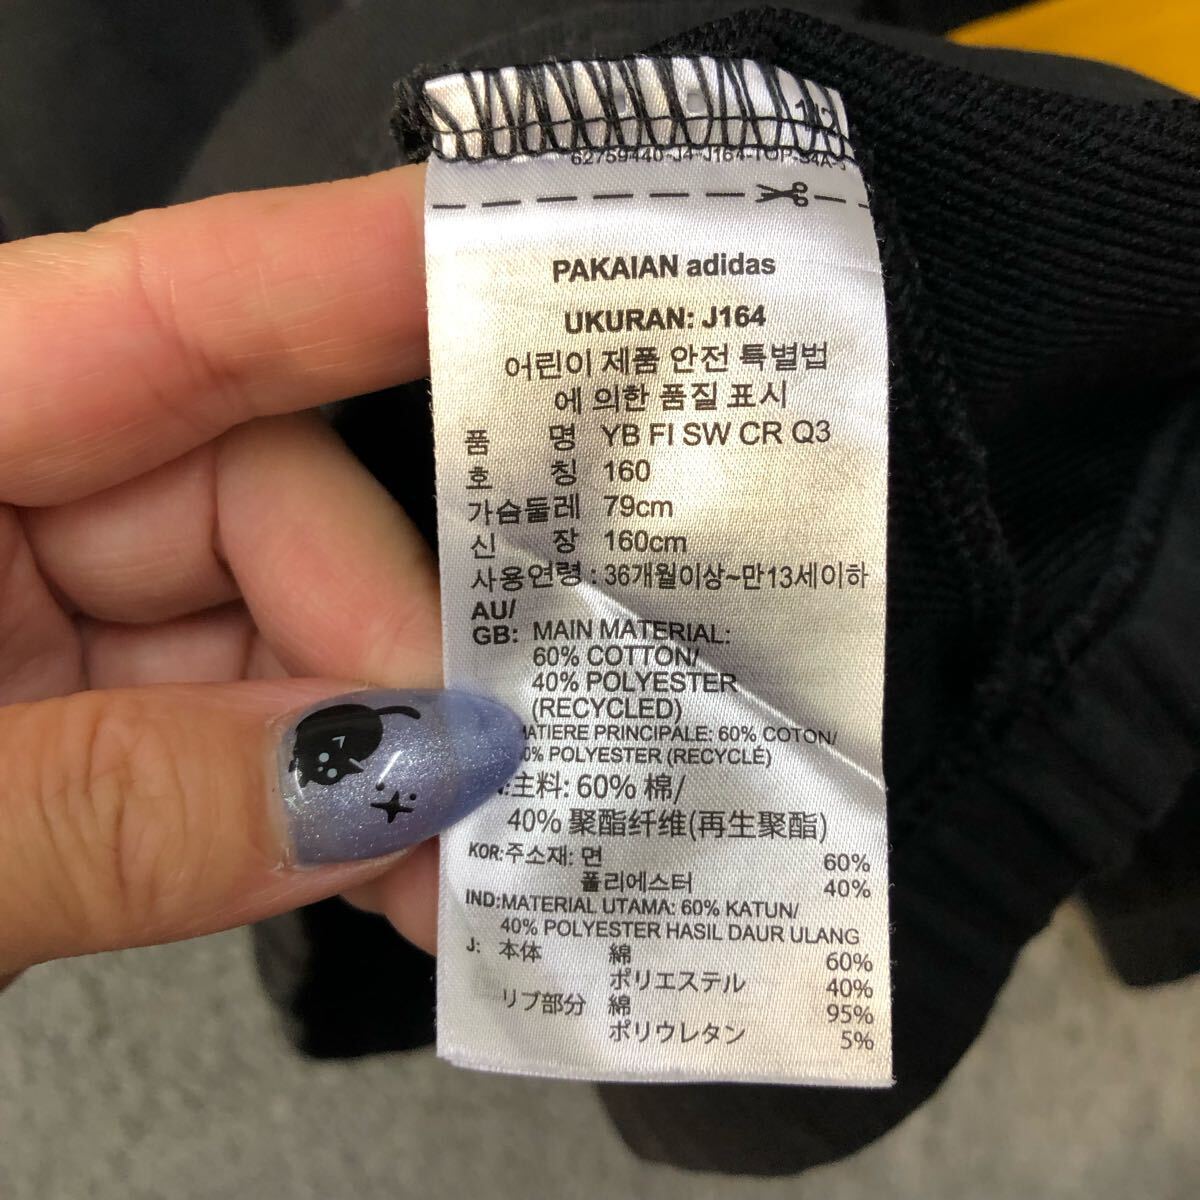 1/2
62759440-J4-J164-TOP-34A-3
PAKAIAN adidas
UKURAN: J164
어린이 제품 안전 특별법
에 의한 품질 표시
품 명 YB FI SW CR Q3
호 칭 160
가슴둘레 79cm
신 장 160cm
사용연령 : 36개월이상~만13세이하
AU/
GB: MAIN MATERIAL:
60% COTTON/
40% POLYESTER
(RECYCLED)
MATIERE PRINCIPALE: 60% COTON/
POLYESTER (RECYCLÉ)
主料: 60% 棉/
40% 聚酯纤维(再生聚酯)
KOR:주소재: 면 60%
폴리에스터 40%
IND:MATERIAL UTAMA: 60% KATUN/
40% POLYESTER HASIL DAUR ULANG
J: 本体 綿 60%
ポリエステル 40%
リブ部分 綿 95%
ポリウレタン 5%